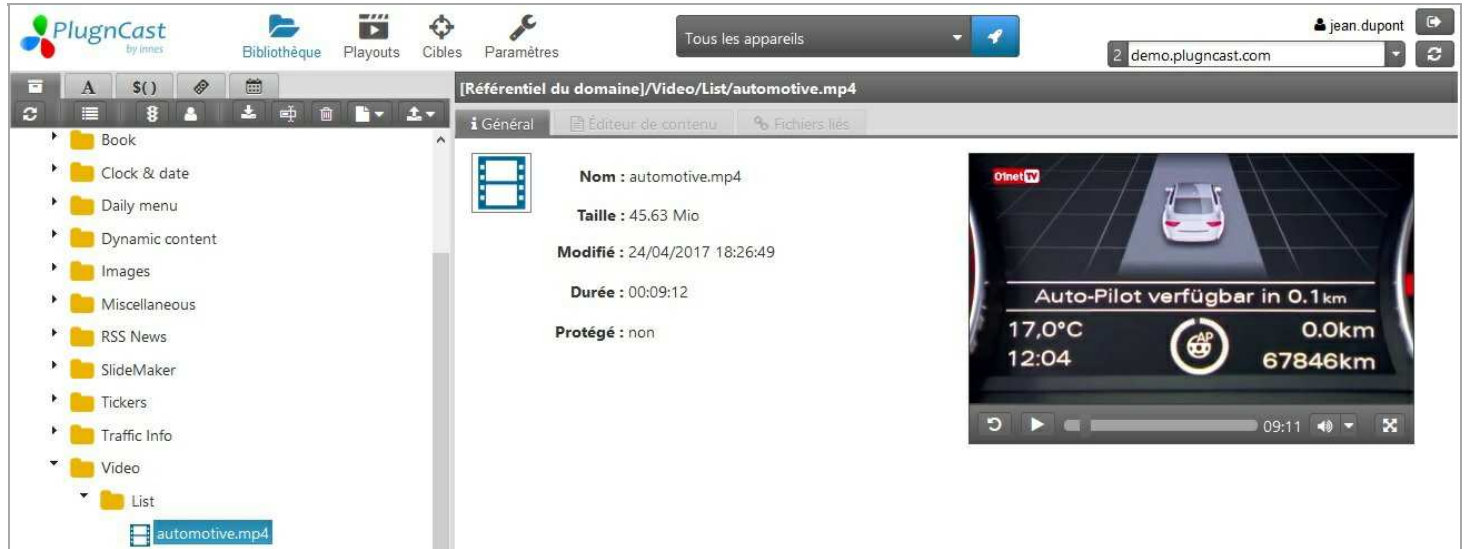 PlugnCast
by innes
Bibliothèque
Playouts
Cibles
Paramètres
Tous les appareils
jean.dupont
2 demo.plugncast.com
A
$()
[Référentiel du domaine]/Video/List/automotive.mp4
Général
Éditeur de contenu
Fichiers liés
Book
Clock & date
Daily menu
Dynamic content
Images
Miscellaneous
RSS News
SlideMaker
Tickers
Traffic Info
Video
List
automotive.mp4
Nom : automotive.mp4
Taille : 45.63 Mio
Modifié : 24/04/2017 18:26:49
Durée : 00:09:12
Protégé : non
01net TV
Auto-Pilot verfügbar in 0.1km
17,0°C
0.0km
AP
12:04
67846km
09:11